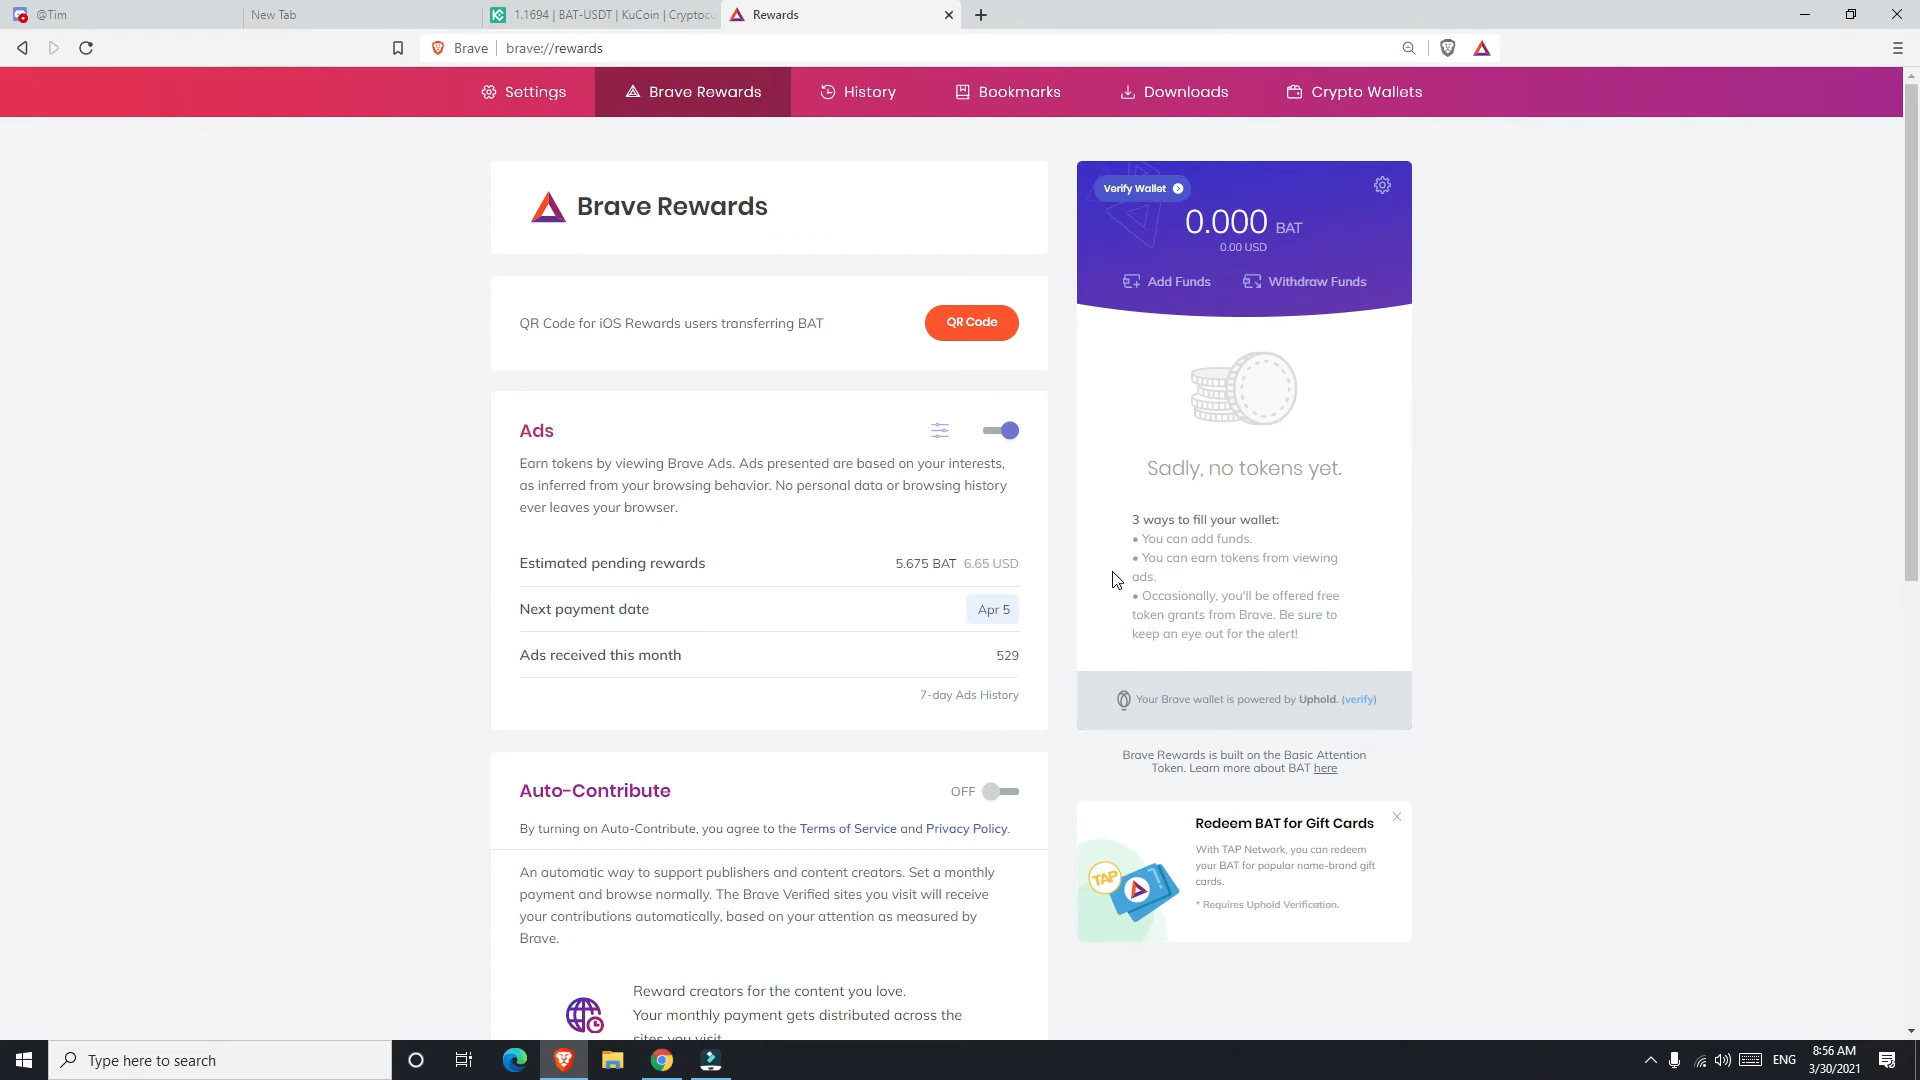 @Tim
New Tab
1.1694 | BAT-USDT | KuCoin | Cryptocu
Rewards
Brave
brave://rewards
Settings
Brave Rewards
History
Bookmarks
Downloads
Crypto Wallets
Brave Rewards
QR Code for iOS Rewards users transferring BAT
QR Code
Ads
Earn tokens by viewing Brave Ads. Ads presented are based on your interests,
as inferred from your browsing behavior. No personal data or browsing history
ever leaves your browser.
Estimated pending rewards 5.675 BAT 6.65 USD
Next payment date Apr 5
Ads received this month 529
7-day Ads History
Auto-Contribute OFF
By turning on Auto-Contribute, you agree to the Terms of Service and Privacy Policy.
An automatic way to support publishers and content creators. Set a monthly
payment and browse normally. The Brave Verified sites you visit will receive
your contributions automatically, based on your attention as measured by
Brave.
Reward creators for the content you love.
Your monthly payment gets distributed across the
sites you visit.
Verify Wallet
0.000 BAT
0.00 USD
Add Funds
Withdraw Funds
Sadly, no tokens yet.
3 ways to fill your wallet:
• You can add funds.
• You can earn tokens from viewing
ads.
• Occasionally, you'll be offered free
token grants from Brave. Be sure to
keep an eye out for the alert!
Your Brave wallet is powered by Uphold. (verify)
Brave Rewards is built on the Basic Attention
Token. Learn more about BAT here
Redeem BAT for Gift Cards
With TAP Network, you can redeem
your BAT for popular name-brand gift
cards.
* Requires Uphold Verification.
TAP
Type here to search
ENG
8:56 AM
3/30/2021